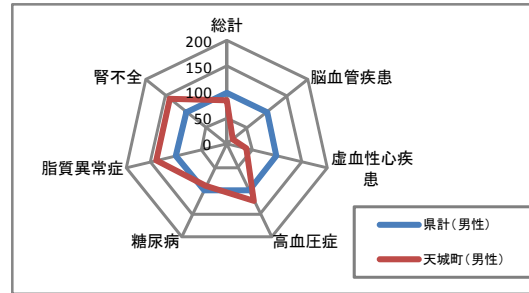 総計
200
150
100
50
0
脳血管疾患
虚血性心疾
患
高血圧症
糖尿病
脂質異常症
腎不全
県計(男性)
天城町(男性)